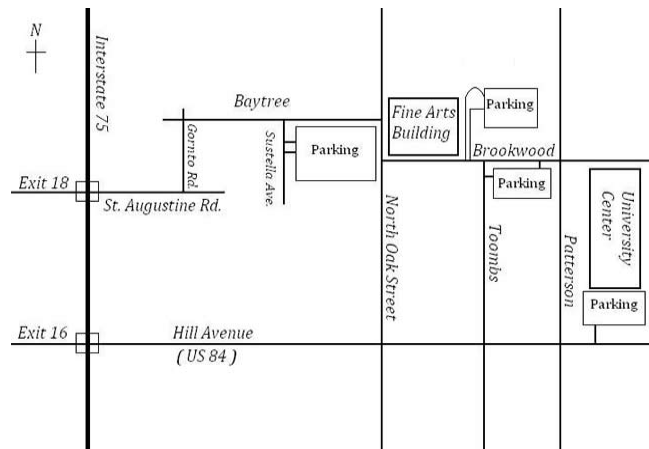 N
Interstate 75
Baytree
Gornto Rd.
Sustella Ave.
Parking
Fine Arts
Building
Parking
Brookwood
Parking
Exit 18
St. Augustine Rd.
North Oak Street
Toombs
Patterson
University
Center
Parking
Exit 16
Hill Avenue
( US 84 )